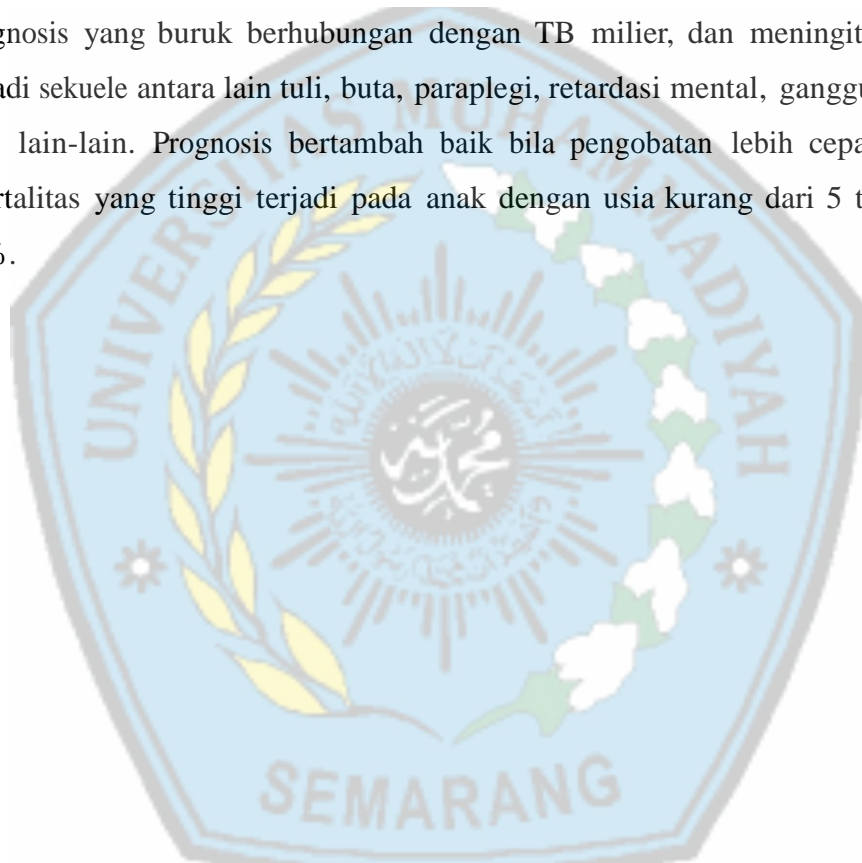 gnosis yang buruk berhubungan dengan TB milier, dan meningit
adi sekuele antara lain tuli, buta, paraplegi, retardasi mental, ganggu
lain-lain. Prognosis bertambah baik bila pengobatan lebih cepa
rtalitas yang tinggi terjadi pada anak dengan usia kurang dari 5 t
%.
UNIVERSITAS MUHAMMADIYAH
SEMARANG